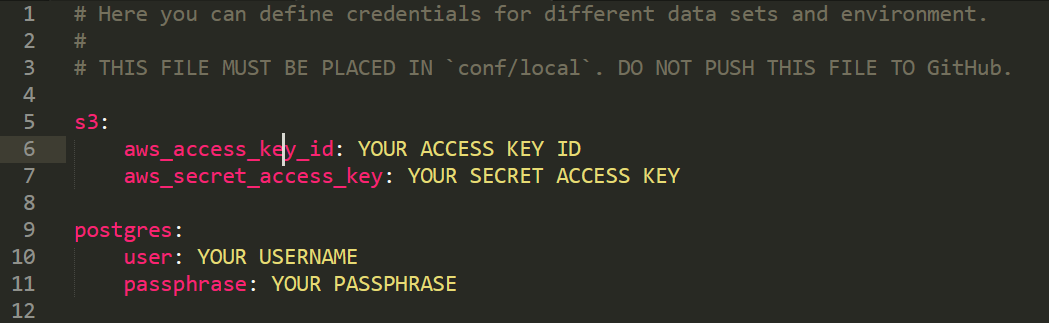 1 # Here you can define credentials for different data sets and environment.
2 #
3 # THIS FILE MUST BE PLACED IN `conf/local`. DO NOT PUSH THIS FILE TO GitHub.
4
5 s3:
6     aws_access_key_id: YOUR ACCESS KEY ID
7     aws_secret_access_key: YOUR SECRET ACCESS KEY
8
9 postgres:
10     user: YOUR USERNAME
11     passphrase: YOUR PASSPHRASE
12